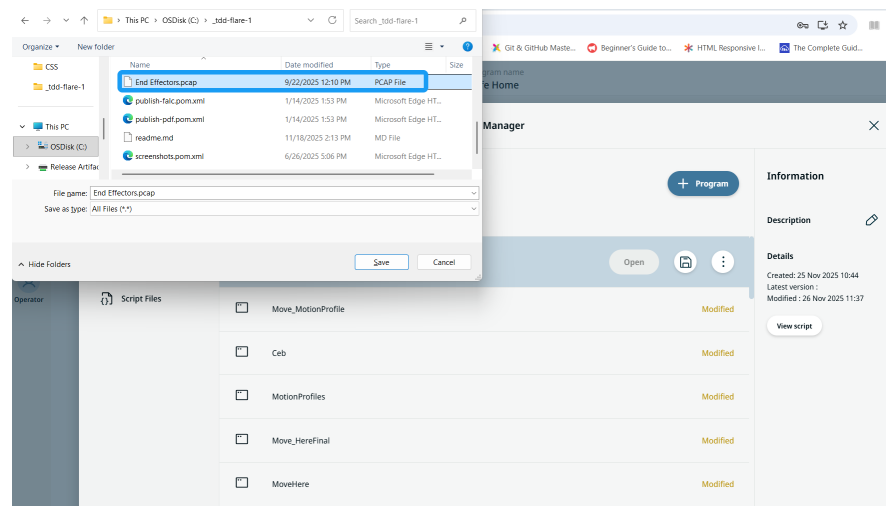 This PC > OSDisk (C:) > _tdd-flare-1
Search _tdd-flare-1
Organize
New folder
?
CSS
_tdd-flare-1
This PC
OSDisk (C:)
Release Artifac
Name
Date modified
Type
Size
End Effectors.pcap 9/22/2025 12:10 PM PCAP File
publish-falc.pom.xml 1/14/2025 1:53 PM Microsoft Edge HT...
publish-pdf.pom.xml 1/14/2025 1:53 PM Microsoft Edge HT...
readme.md 11/18/2025 2:13 PM MD File
screenshots.pom.xml 6/26/2025 5:06 PM Microsoft Edge HT...
File name: End Effectors.pcap
Save as type: All Files (*.*)
Hide Folders
Save
Cancel
Git & GitHub Maste...
Beginner's Guide to...
HTML Responsive I...
The Complete Guid...
gram name
e Home
Manager
+ Program
Open
Operator
Script Files
Move_MotionProfile Modified
Ceb Modified
MotionProfiles Modified
Move_HereFinal Modified
MoveHere Modified
Information
Description
Details
Created: 25 Nov 2025 10:44
Latest version :
Modified : 26 Nov 2025 11:37
View script